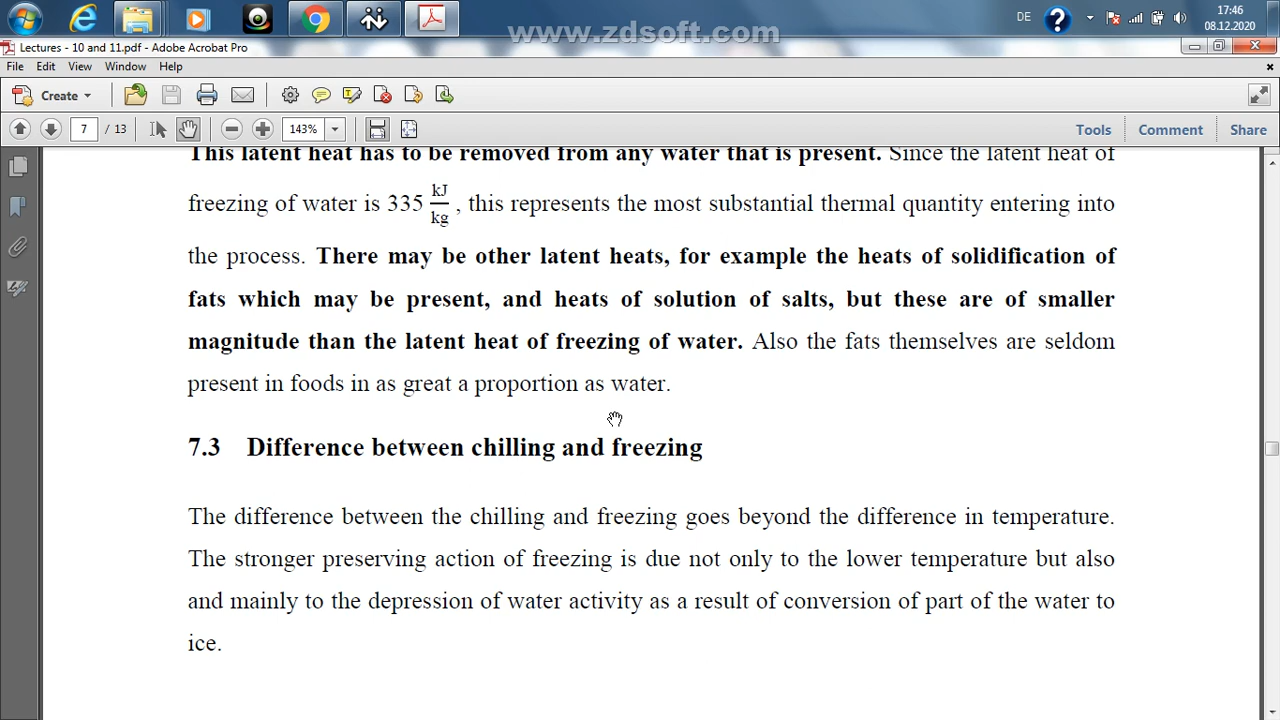 www.zdsoft.com
DE
17:46
08.12.2020
Lectures - 10 and 11.pdf - Adobe Acrobat Pro
File Edit View Window Help
Create
7 / 13 143% Tools Comment Share
This latent heat has to be removed from any water that is present. Since the latent heat of
freezing of water is 335 kJ/kg , this represents the most substantial thermal quantity entering into
the process. There may be other latent heats, for example the heats of solidification of
fats which may be present, and heats of solution of salts, but these are of smaller
magnitude than the latent heat of freezing of water. Also the fats themselves are seldom
present in foods in as great a proportion as water.
7.3 Difference between chilling and freezing
The difference between the chilling and freezing goes beyond the difference in temperature.
The stronger preserving action of freezing is due not only to the lower temperature but also
and mainly to the depression of water activity as a result of conversion of part of the water to
ice.